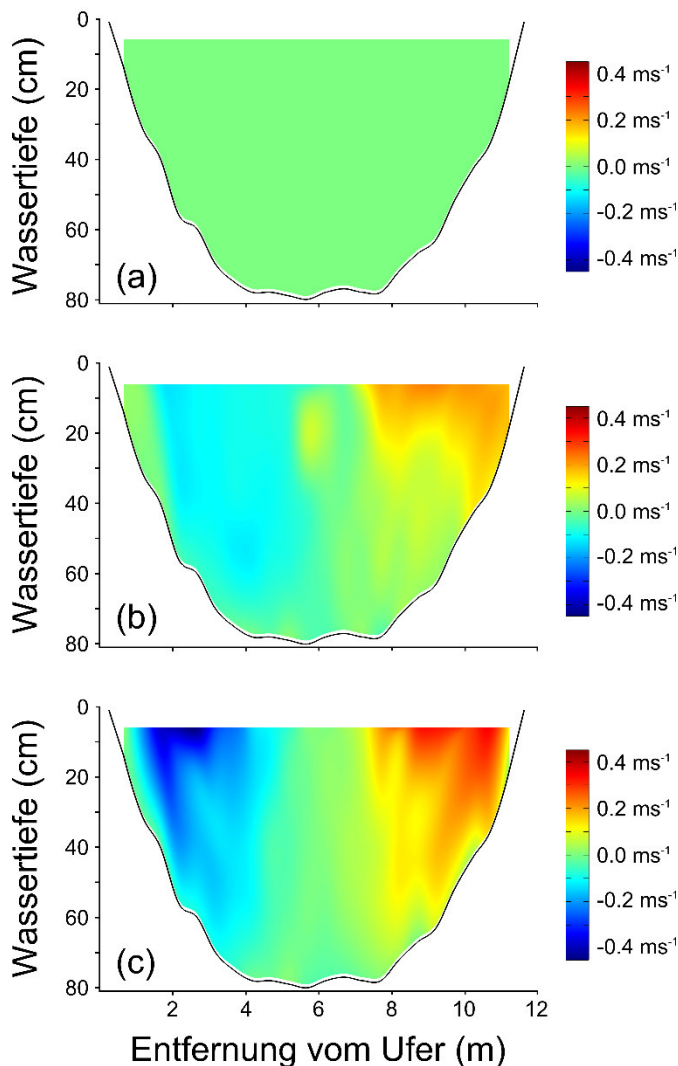 0
20
40
60
80
Wassertiefe (cm)
(a)
0.4 ms⁻¹
0.2 ms⁻¹
0.0 ms⁻¹
-0.2 ms⁻¹
-0.4 ms⁻¹
0
20
40
60
80
Wassertiefe (cm)
(b)
0.4 ms⁻¹
0.2 ms⁻¹
0.0 ms⁻¹
-0.2 ms⁻¹
-0.4 ms⁻¹
0
20
40
60
80
Wassertiefe (cm)
(c)
0.4 ms⁻¹
0.2 ms⁻¹
0.0 ms⁻¹
-0.2 ms⁻¹
-0.4 ms⁻¹
2 4 6 8 10 12
Entfernung vom Ufer (m)